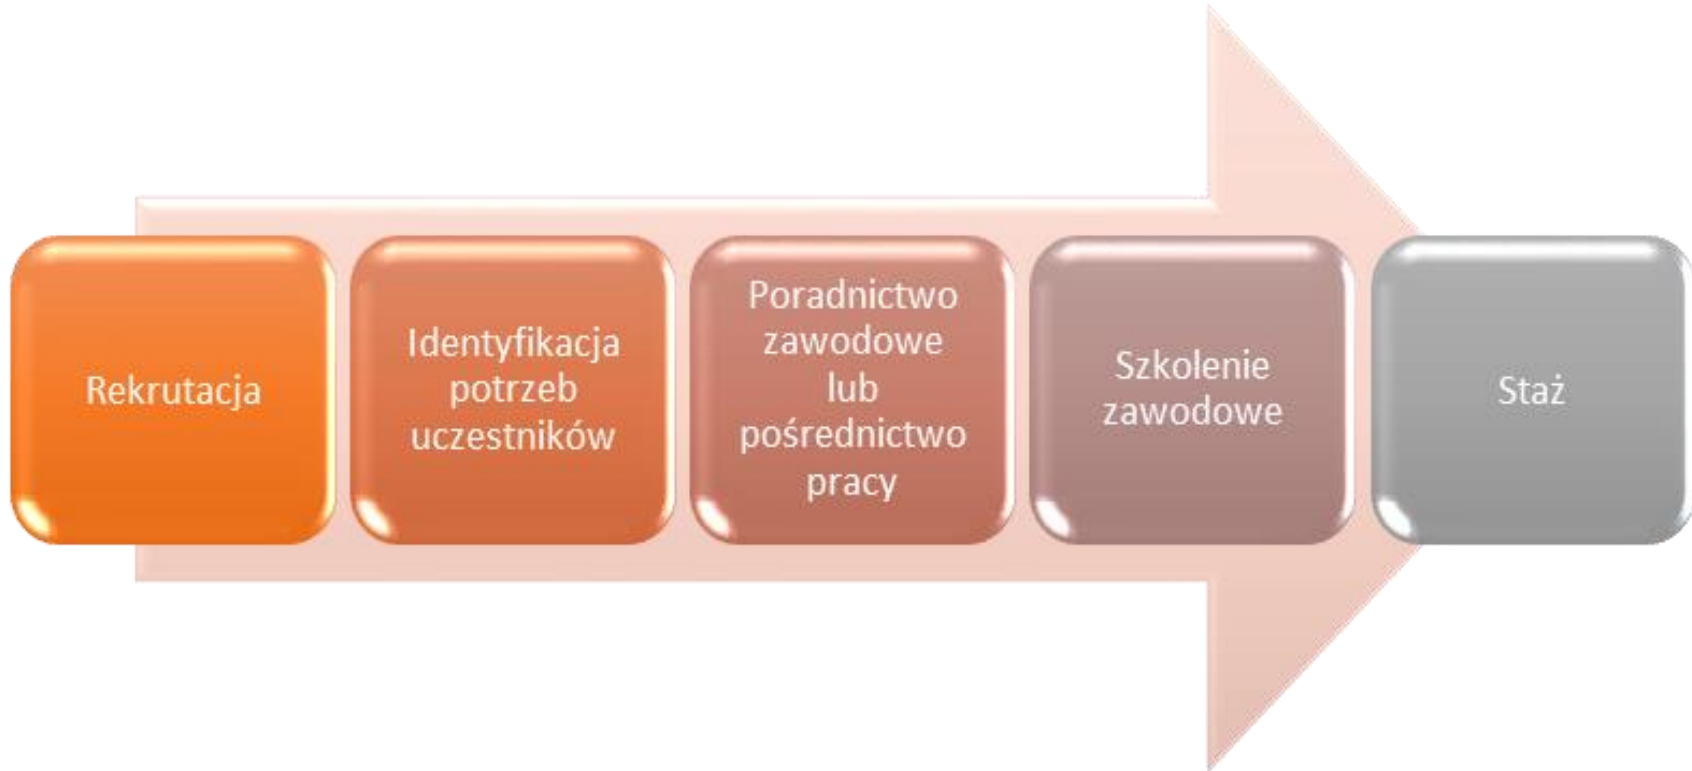 Rekrutacja
Identyfikacja
potrzeb
uczestników
Poradnictwo
zawodowe
lub
pośrednictwo
pracy
Szkolenie
zawodowe
Staż